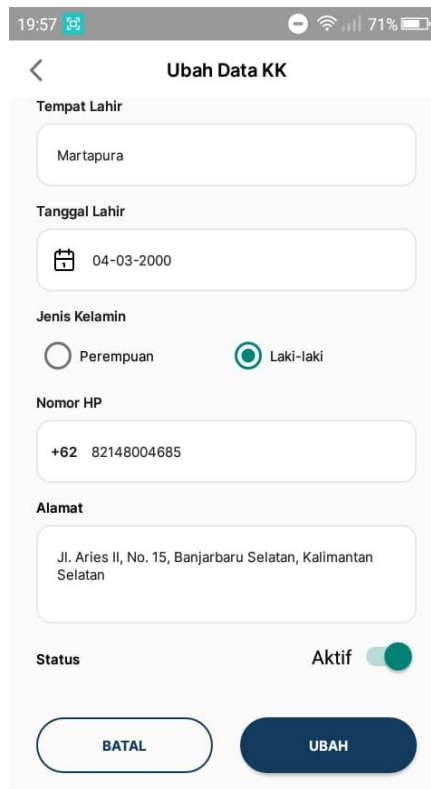 19:57 71%
Ubah Data KK
Tempat Lahir
Martapura
Tanggal Lahir
04-03-2000
Jenis Kelamin
Perempuan Laki-laki
Nomor HP
+62 82148004685
Alamat
Jl. Aries II, No. 15, Banjarbaru Selatan, Kalimantan
Selatan
Status Aktif
BATAL UBAH